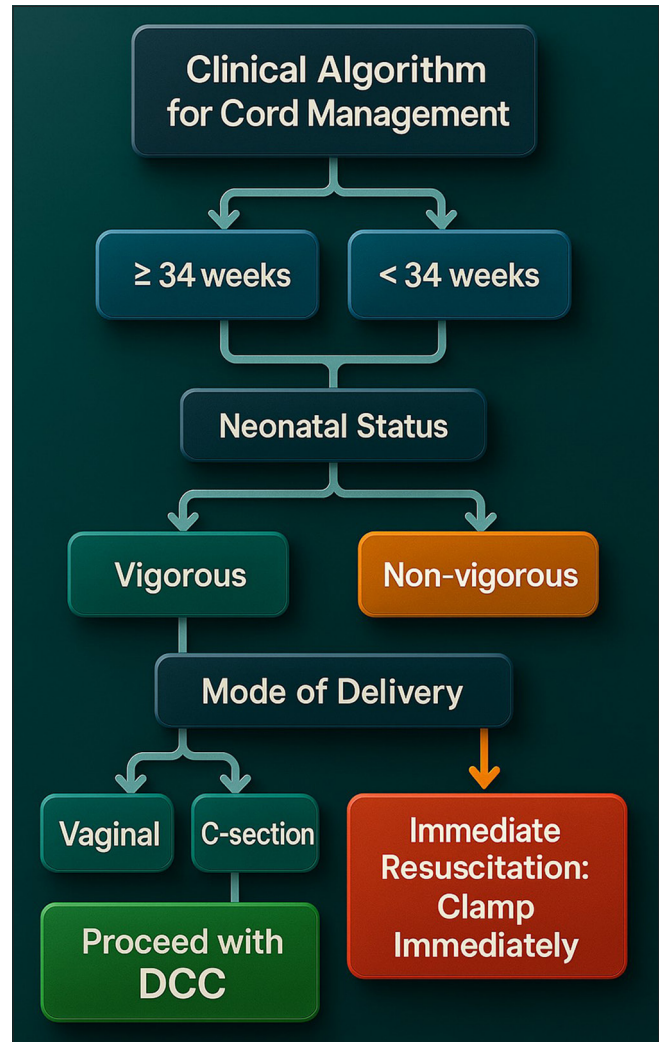 Clinical Algorithm
for Cord Management
≥ 34 weeks
< 34 weeks
Neonatal Status
Vigorous
Non-vigorous
Mode of Delivery
Vaginal
C-section
Immediate
Resuscitation:
Clamp
Immediately
Proceed with
DCC